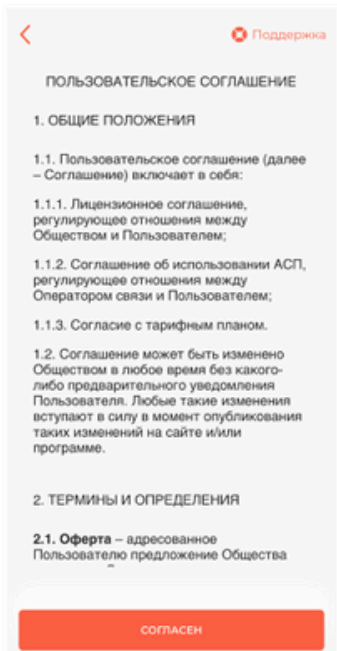 Поддержка
ПОЛЬЗОВАТЕЛЬСКОЕ СОГЛАШЕНИЕ
1. ОБЩИЕ ПОЛОЖЕНИЯ
1.1. Пользовательское соглашение (далее
– Соглашение) включает в себя:
1.1.1. Лицензионное соглашение,
регулирующее отношения между
Обществом и Пользователем;
1.1.2. Соглашение об использовании АСП,
регулирующее отношения между
Оператором связи и Пользователем;
1.1.3. Согласие с тарифным планом.
1.2. Соглашение может быть изменено
Обществом в любое время без какого-
либо предварительного уведомления
Пользователя. Любые такие изменения
вступают в силу в момент опубликования
таких изменений на сайте и/или
программе.
2. ТЕРМИНЫ И ОПРЕДЕЛЕНИЯ
2.1. Оферта – адресованное
Пользователю предложение Общества
СОГЛАСЕН